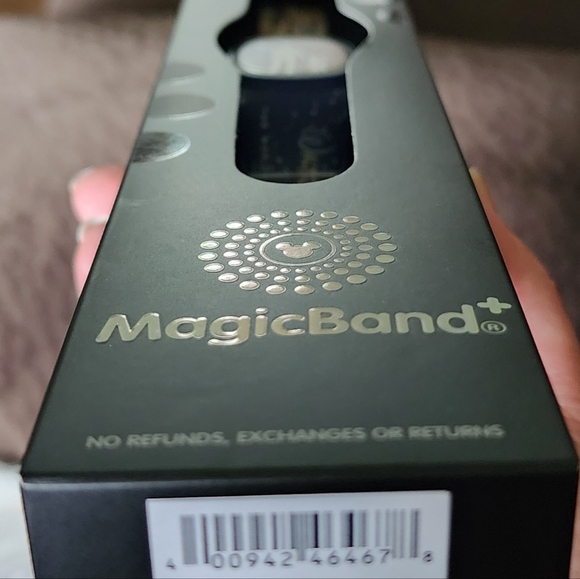 MagicBand+®
NO REFUNDS, EXCHANGES OR RETURNS
4 00942 46467 8